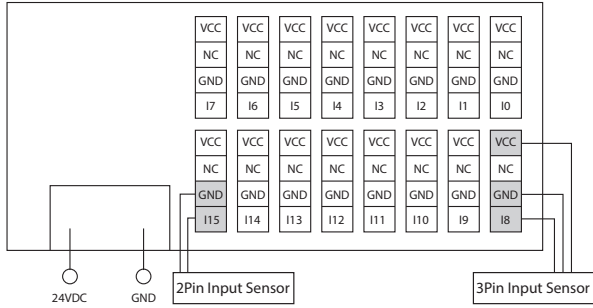 VCC VCC VCC VCC VCC VCC VCC VCC
NC NC NC NC NC NC NC NC
GND GND GND GND GND GND GND GND
I7 I6 I5 I4 I3 I2 I1 I0
VCC VCC VCC VCC VCC VCC VCC VCC
NC NC NC NC NC NC NC NC
GND GND GND GND GND GND GND GND
I15 I14 I13 I12 I11 I10 I9 I8
2Pin Input Sensor 3Pin Input Sensor
24VDC GND